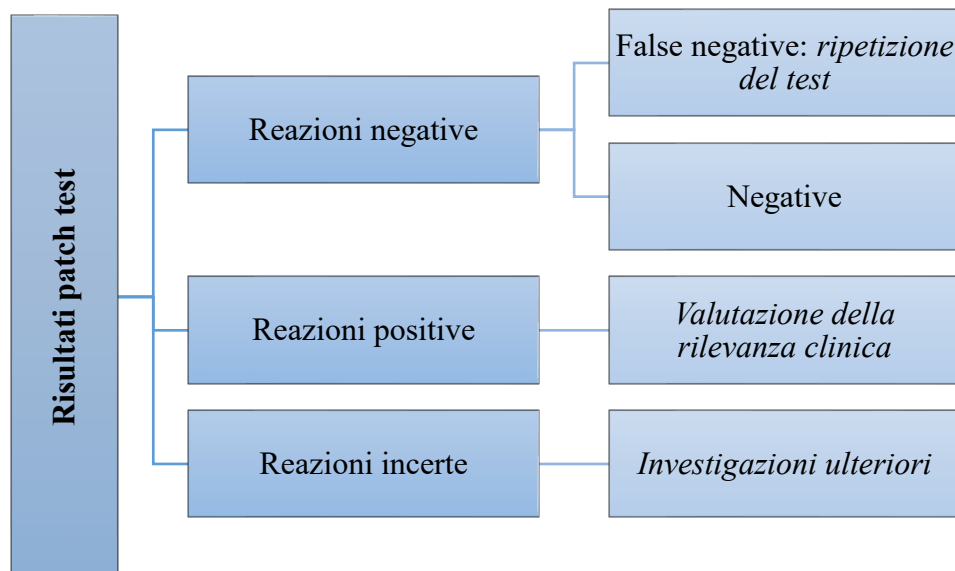 Risultati patch test
Reazioni negative
False negative: ripetizione
del test
Negative
Reazioni positive
Valutazione della
rilevanza clinica
Reazioni incerte
Investigazioni ulteriori